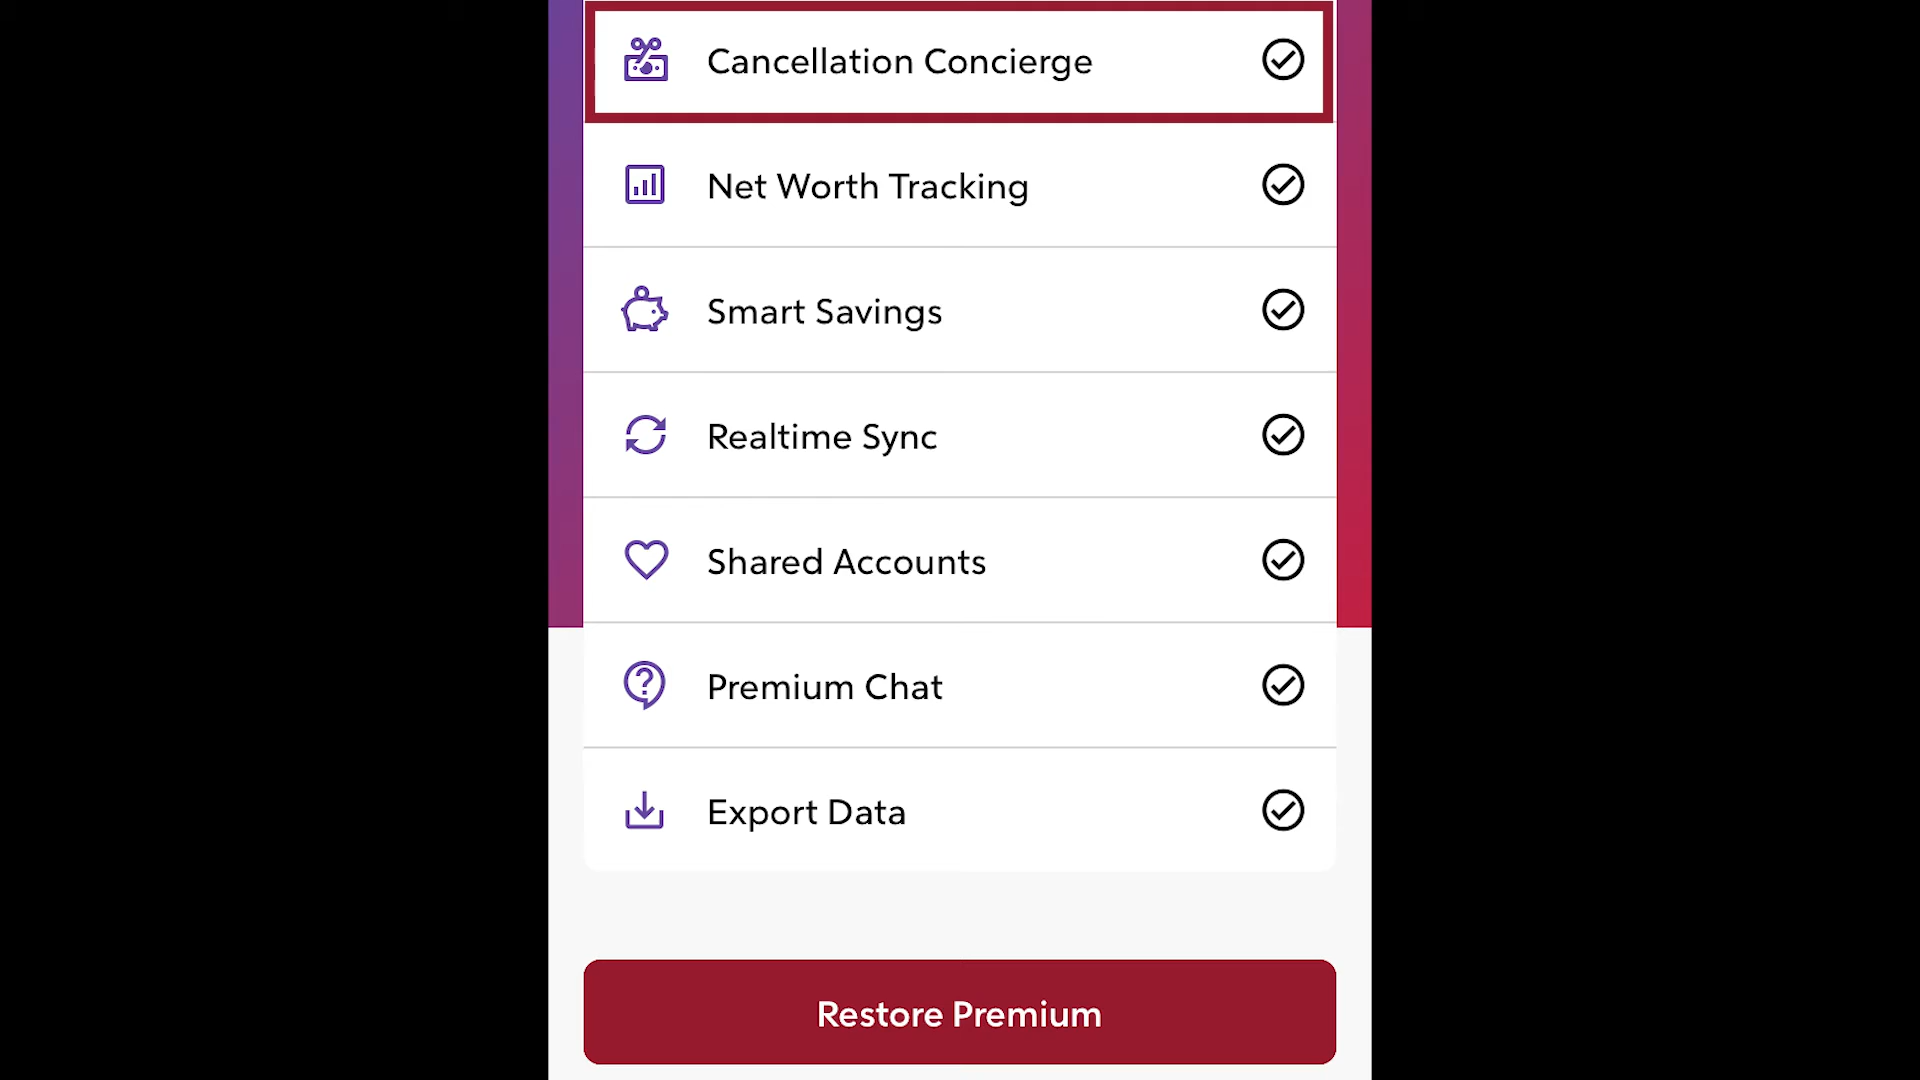 Cancellation Concierge
Net Worth Tracking
Smart Savings
Realtime Sync
Shared Accounts
Premium Chat
Export Data
Restore Premium